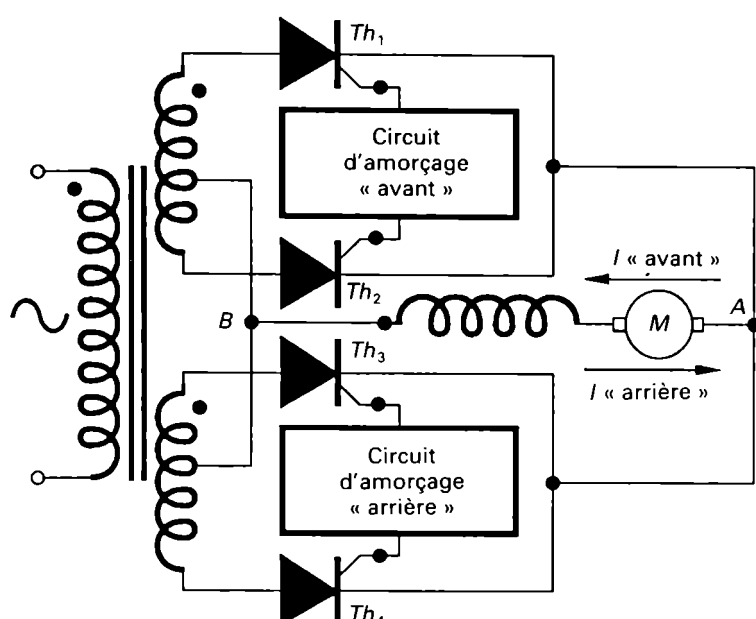 Th₁
Circuit
d'amorçage
« avant »
Th₂
I « avant »
B
M
A
Th₃
I « arrière »
Circuit
d'amorçage
« arrière »
Th₄